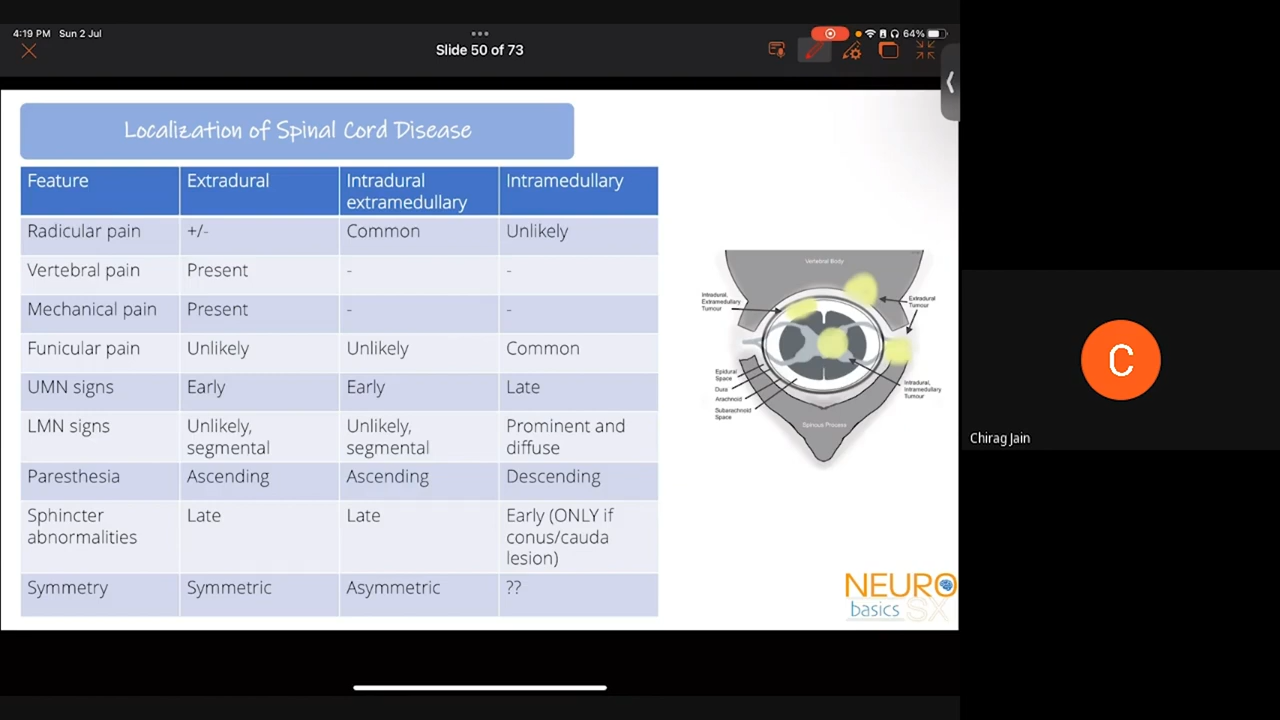 4:19 PM Sun 2 Jul
64%
Slide 50 of 73
Localization of Spinal Cord Disease
Feature Extradural Intradural extramedullary Intramedullary
Radicular pain +/- Common Unlikely
Vertebral pain Present - -
Mechanical pain Present - -
Funicular pain Unlikely Unlikely Common
UMN signs Early Early Late
LMN signs Unlikely, segmental Unlikely, segmental Prominent and diffuse
Paresthesia Ascending Ascending Descending
Sphincter abnormalities Late Late Early (ONLY if conus/cauda lesion)
Symmetry Symmetric Asymmetric ??
Vertebral Body
Intradural, Extramedullary Tumour
Extradural Tumour
Epidural Space
Dura
Arachnoid
Subarachnoid Space
Intradural, Intramedullary Tumour
Spinous Process
NEURO
basics SX
C
Chirag Jain